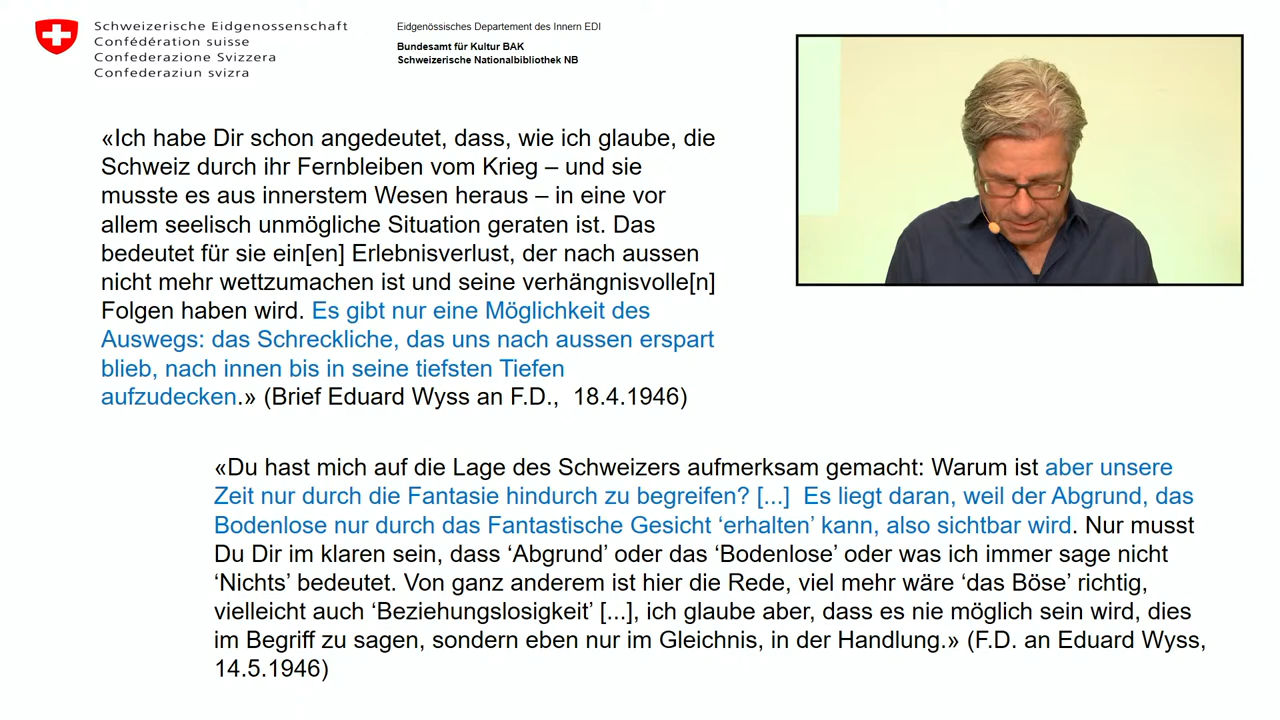 Schweizerische Eidgenossenschaft
Confédération suisse
Confederazione Svizzera
Confederaziun svizra
Eidgenössisches Departement des Innern EDI
Bundesamt für Kultur BAK
Schweizerische Nationalbibliothek NB
«Ich habe Dir schon angedeutet, dass, wie ich glaube, die
Schweiz durch ihr Fernbleiben vom Krieg – und sie
musste es aus innerstem Wesen heraus – in eine vor
allem seelisch unmögliche Situation geraten ist. Das
bedeutet für sie ein[en] Erlebnisverlust, der nach aussen
nicht mehr wettzumachen ist und seine verhängnisvolle[n]
Folgen haben wird. Es gibt nur eine Möglichkeit des
Auswegs: das Schreckliche, das uns nach aussen erspart
blieb, nach innen bis in seine tiefsten Tiefen
aufzudecken.» (Brief Eduard Wyss an F.D., 18.4.1946)
«Du hast mich auf die Lage des Schweizers aufmerksam gemacht: Warum ist aber unsere
Zeit nur durch die Fantasie hindurch zu begreifen? [...] Es liegt daran, weil der Abgrund, das
Bodenlose nur durch das Fantastische Gesicht ‘erhalten’ kann, also sichtbar wird. Nur musst
Du Dir im klaren sein, dass ‘Abgrund’ oder das ‘Bodenlose’ oder was ich immer sage nicht
‘Nichts’ bedeutet. Von ganz anderem ist hier die Rede, viel mehr wäre ‘das Böse’ richtig,
vielleicht auch ‘Beziehungslosigkeit’ [...], ich glaube aber, dass es nie möglich sein wird, dies
im Begriff zu sagen, sondern eben nur im Gleichnis, in der Handlung.» (F.D. an Eduard Wyss,
14.5.1946)